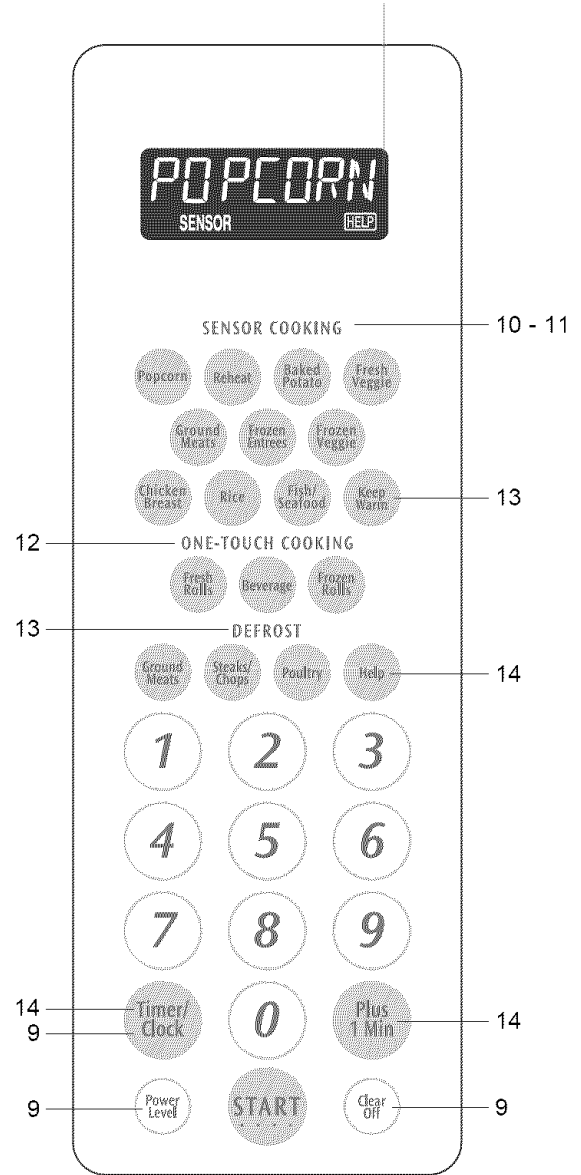 POPCORN
SENSOR HELP
SENSOR COOKING 10 - 11
Popcorn Reheat Baked Potato Fresh Veggie
Ground Meats Frozen Entrees Frozen Veggie
Chicken Breast Rice Fish/ Seafood Keep Warm 13
12 ONE-TOUCH COOKING
Fresh Rolls Beverage Frozen Rolls
13 DEFROST
Ground Meats Steaks/ Chops Poultry Help 14
1 2 3
4 5 6
7 8 9
14 9 Timer/ Clock 0 Plus 1 Min 14
9 Power Level START Clear Off 9